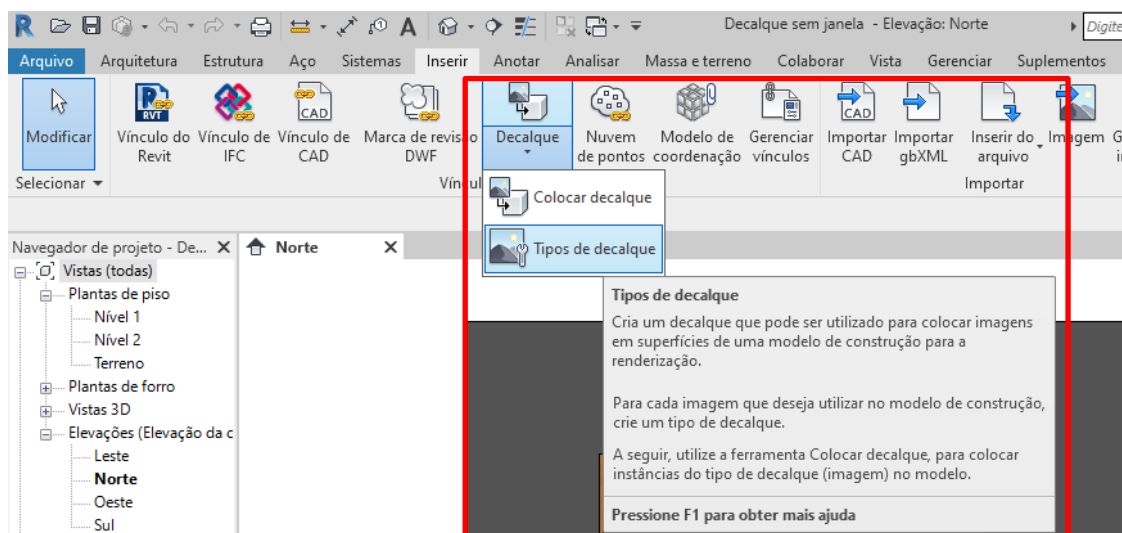 Decalque sem janela - Elevação: Norte
Digite
Arquivo Arquitetura Estrutura Aço Sistemas Inserir Anotar Analisar Massa e terreno Colaborar Vista Gerenciar Suplementos
Modificar
Vínculo do Revit
Vínculo de IFC
Vínculo de CAD
Marca de revisão DWF
Decalque
Nuvem de pontos
Modelo de coordenação
Gerenciar vínculos
Importar CAD
Importar gbXML
Inserir do arquivo
Imagem
G
Selecionar
Víncul
Importar
Colocar decalque
Tipos de decalque
Navegador de projeto - De...
Norte
Vistas (todas)
Plantas de piso
Nível 1
Nível 2
Terreno
Plantas de forro
Vistas 3D
Elevações (Elevação da c
Leste
Norte
Oeste
Sul
Tipos de decalque
Cria um decalque que pode ser utilizado para colocar imagens
em superfícies de uma modelo de construção para a
renderização.
Para cada imagem que deseja utilizar no modelo de construção,
crie um tipo de decalque.
A seguir, utilize a ferramenta Colocar decalque, para colocar
instâncias do tipo de decalque (imagem) no modelo.
Pressione F1 para obter mais ajuda